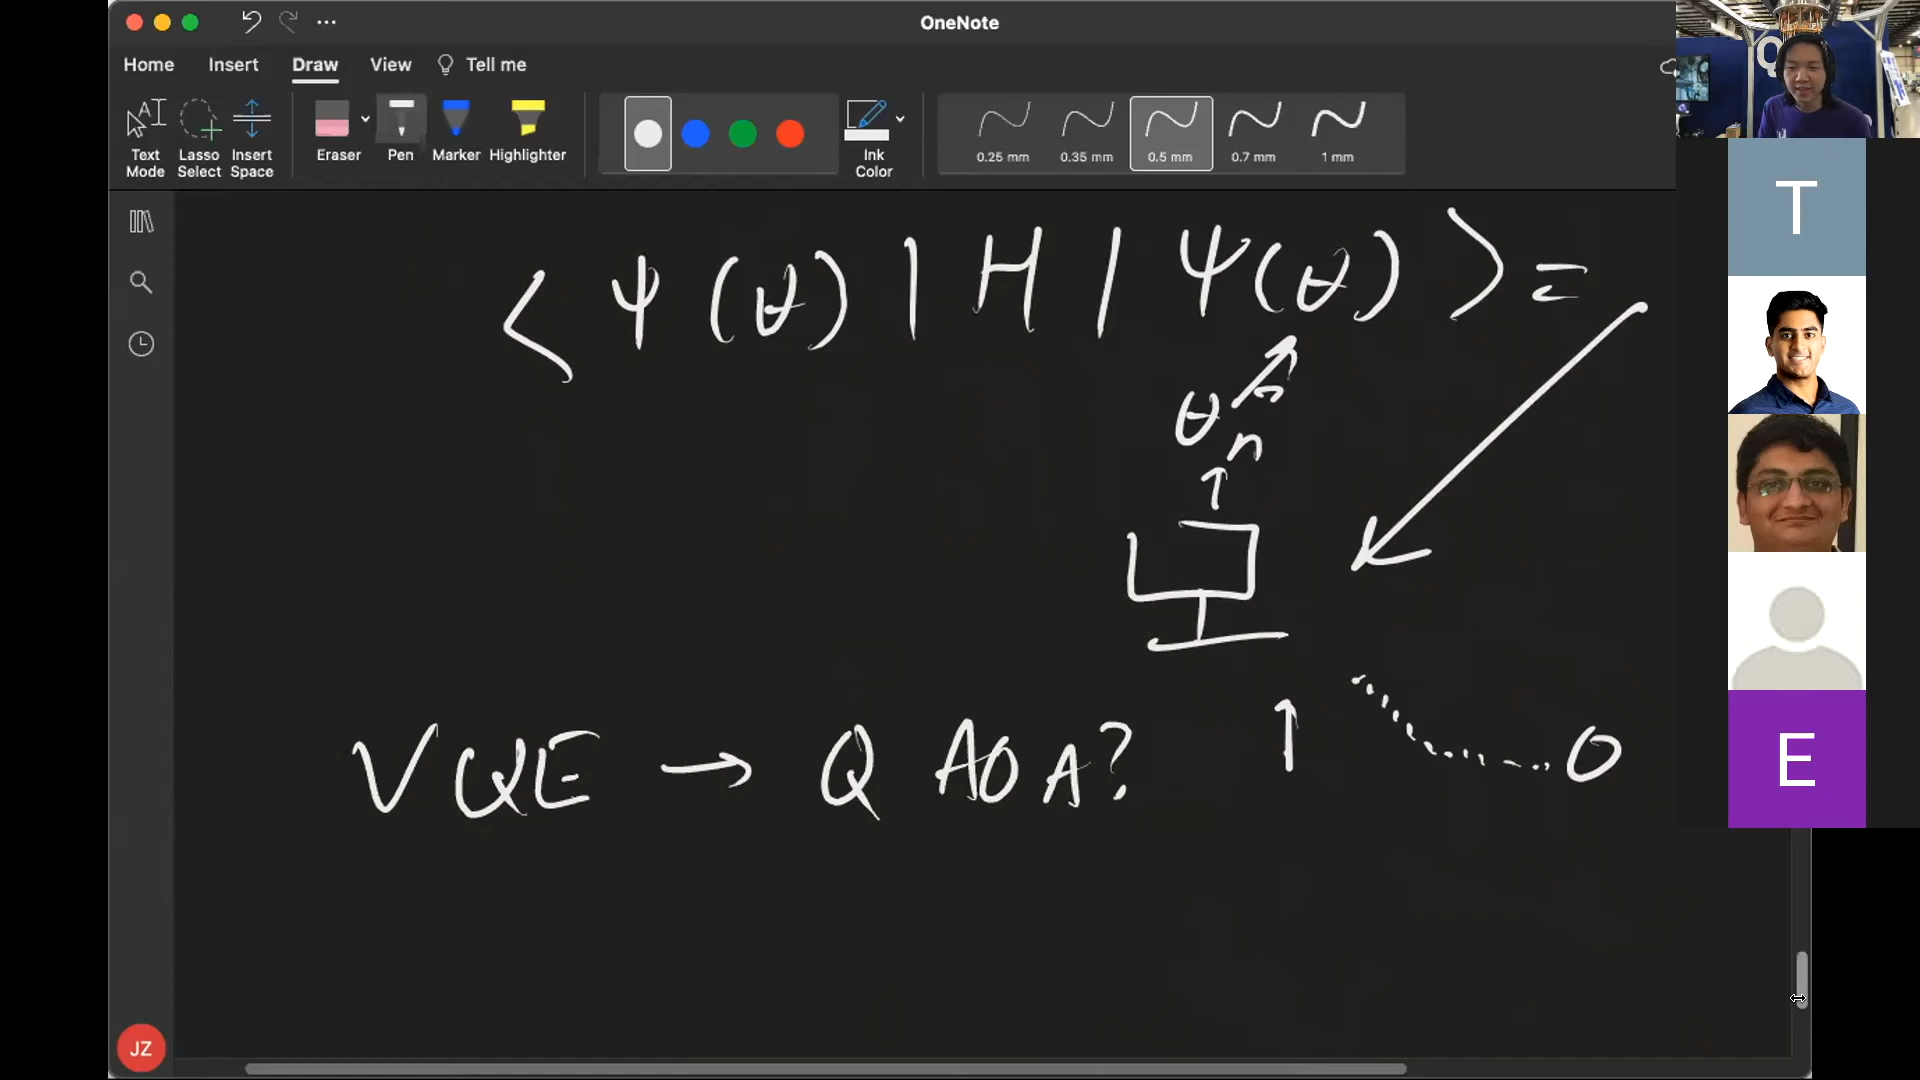 OneNote
Home Insert Draw View Tell me
Text Mode Lasso Select Insert Space Eraser Pen Marker Highlighter Ink Color 0.25 mm 0.35 mm 0.5 mm 0.7 mm 1 mm
⟨ Ψ(θ) | H | Ψ(θ) ⟩ =
θn
VQE → QAOA? 0
JZ
Q
T
E